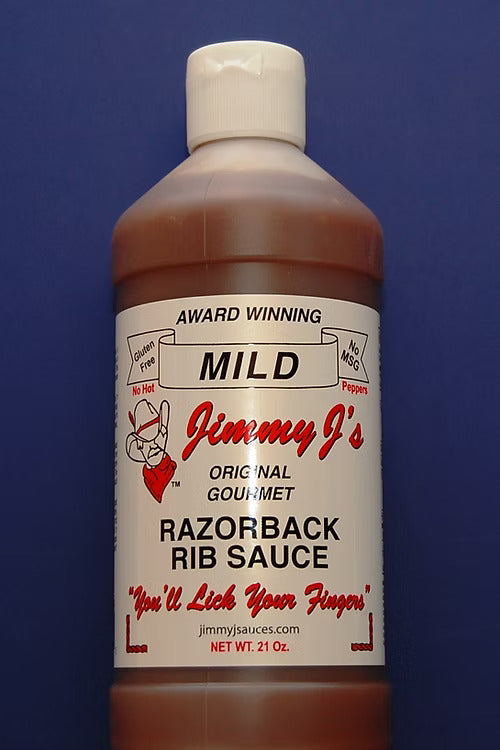 AWARD WINNING
Gluten
Free
MILD
No
MSG
No Hot
Peppers
Jimmy J's
TM
ORIGINAL
GOURMET
RAZORBACK
RIB SAUCE
"You'll Lick Your Fingers"
jimmyjsauces.com
NET WT. 21 Oz.